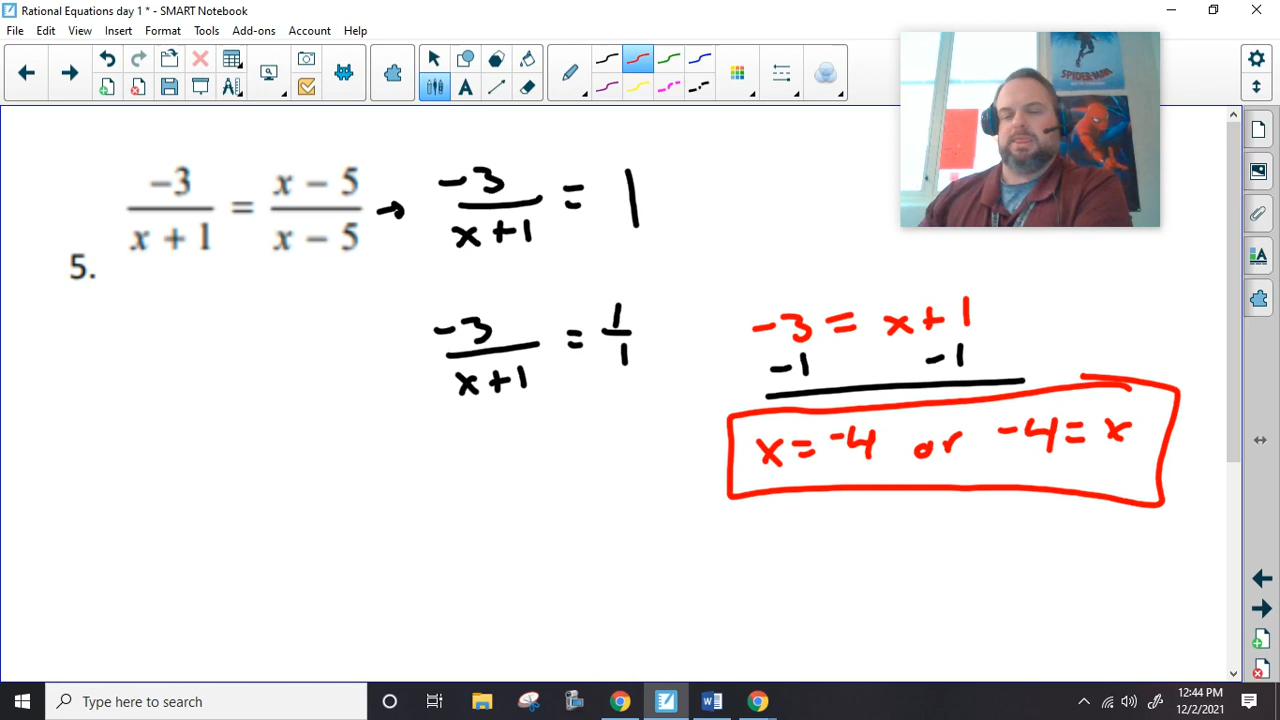 Rational Equations day 1 * - SMART Notebook
File Edit View Insert Format Tools Add-ons Account Help
SPIDER-MAN
5. -3/(x + 1) = (x - 5)/(x - 5) → -3/(x+1) = 1
-3/(x+1) = 1/1
-3 = x+1
-1 -1
x = -4 or -4 = x
Type here to search
12:44 PM
12/2/2021